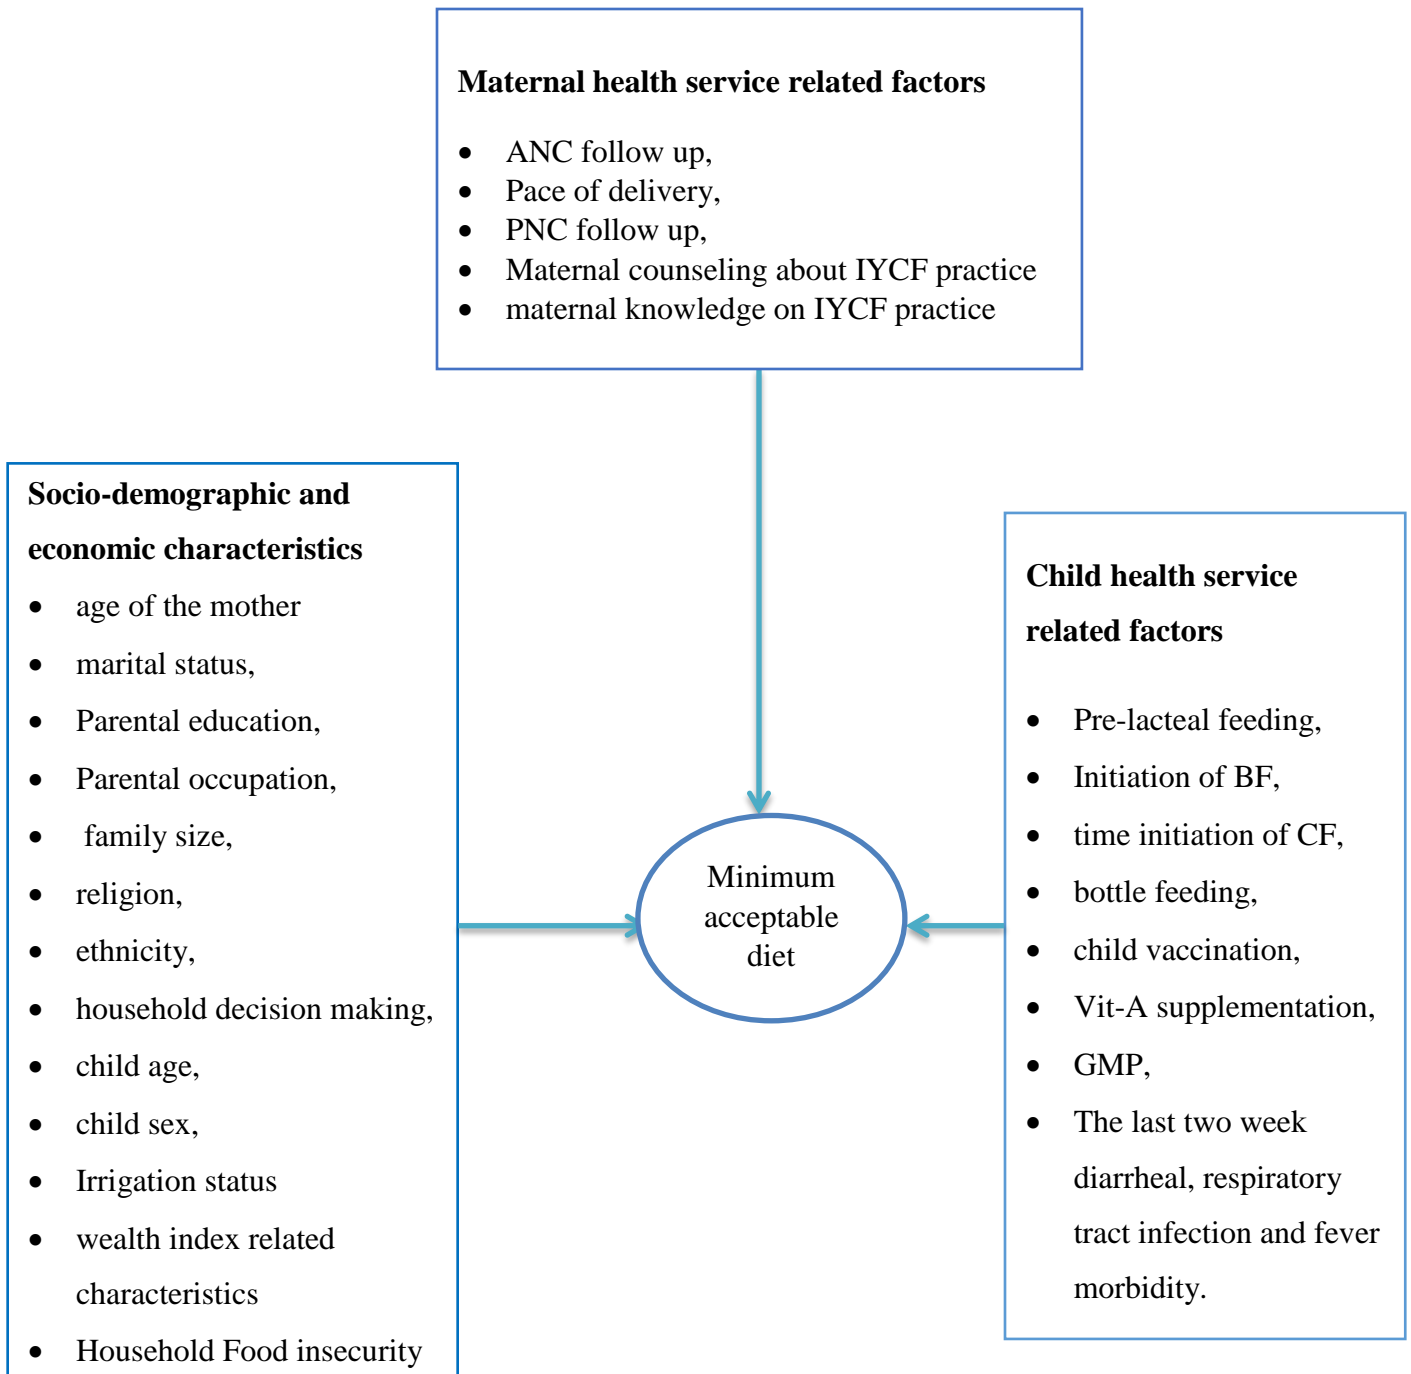 Maternal health service related factors
• ANC follow up,
• Pace of delivery,
• PNC follow up,
• Maternal counseling about IYCF practice
• maternal knowledge on IYCF practice
Socio-demographic and
economic characteristics
• age of the mother
• marital status,
• Parental education,
• Parental occupation,
• family size,
• religion,
• ethnicity,
• household decision making,
• child age,
• child sex,
• Irrigation status
• wealth index related
characteristics
• Household Food insecurity
Minimum
acceptable
diet
Child health service
related factors
• Pre-lacteal feeding,
• Initiation of BF,
• time initiation of CF,
• bottle feeding,
• child vaccination,
• Vit-A supplementation,
• GMP,
• The last two week
diarrheal, respiratory
tract infection and fever
morbidity.